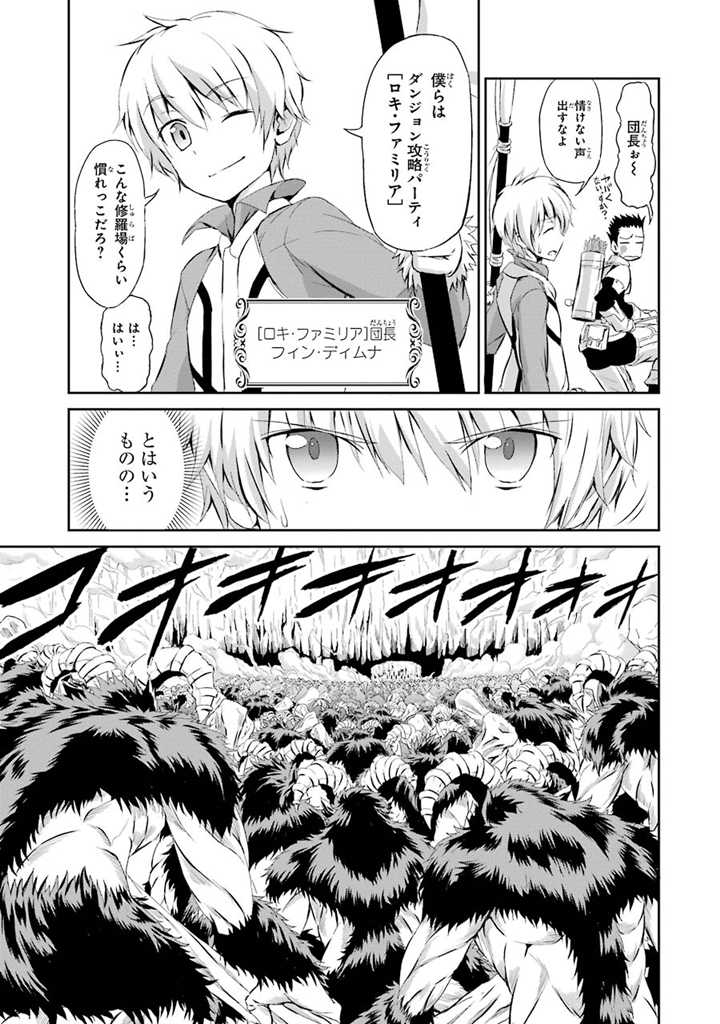 団長ぉ〜
情けない声
出すなよ
ヤバく
ないすか?
僕らは
ダンジョン攻略パーティ
[ロキ・ファミリア]
こんな修羅場くらい
慣れっこだろ?
は…
はいぃ…
[ロキ・ファミリア]団長
フィン・ディムナ
とはいう
ものの…
オオオオオオオ